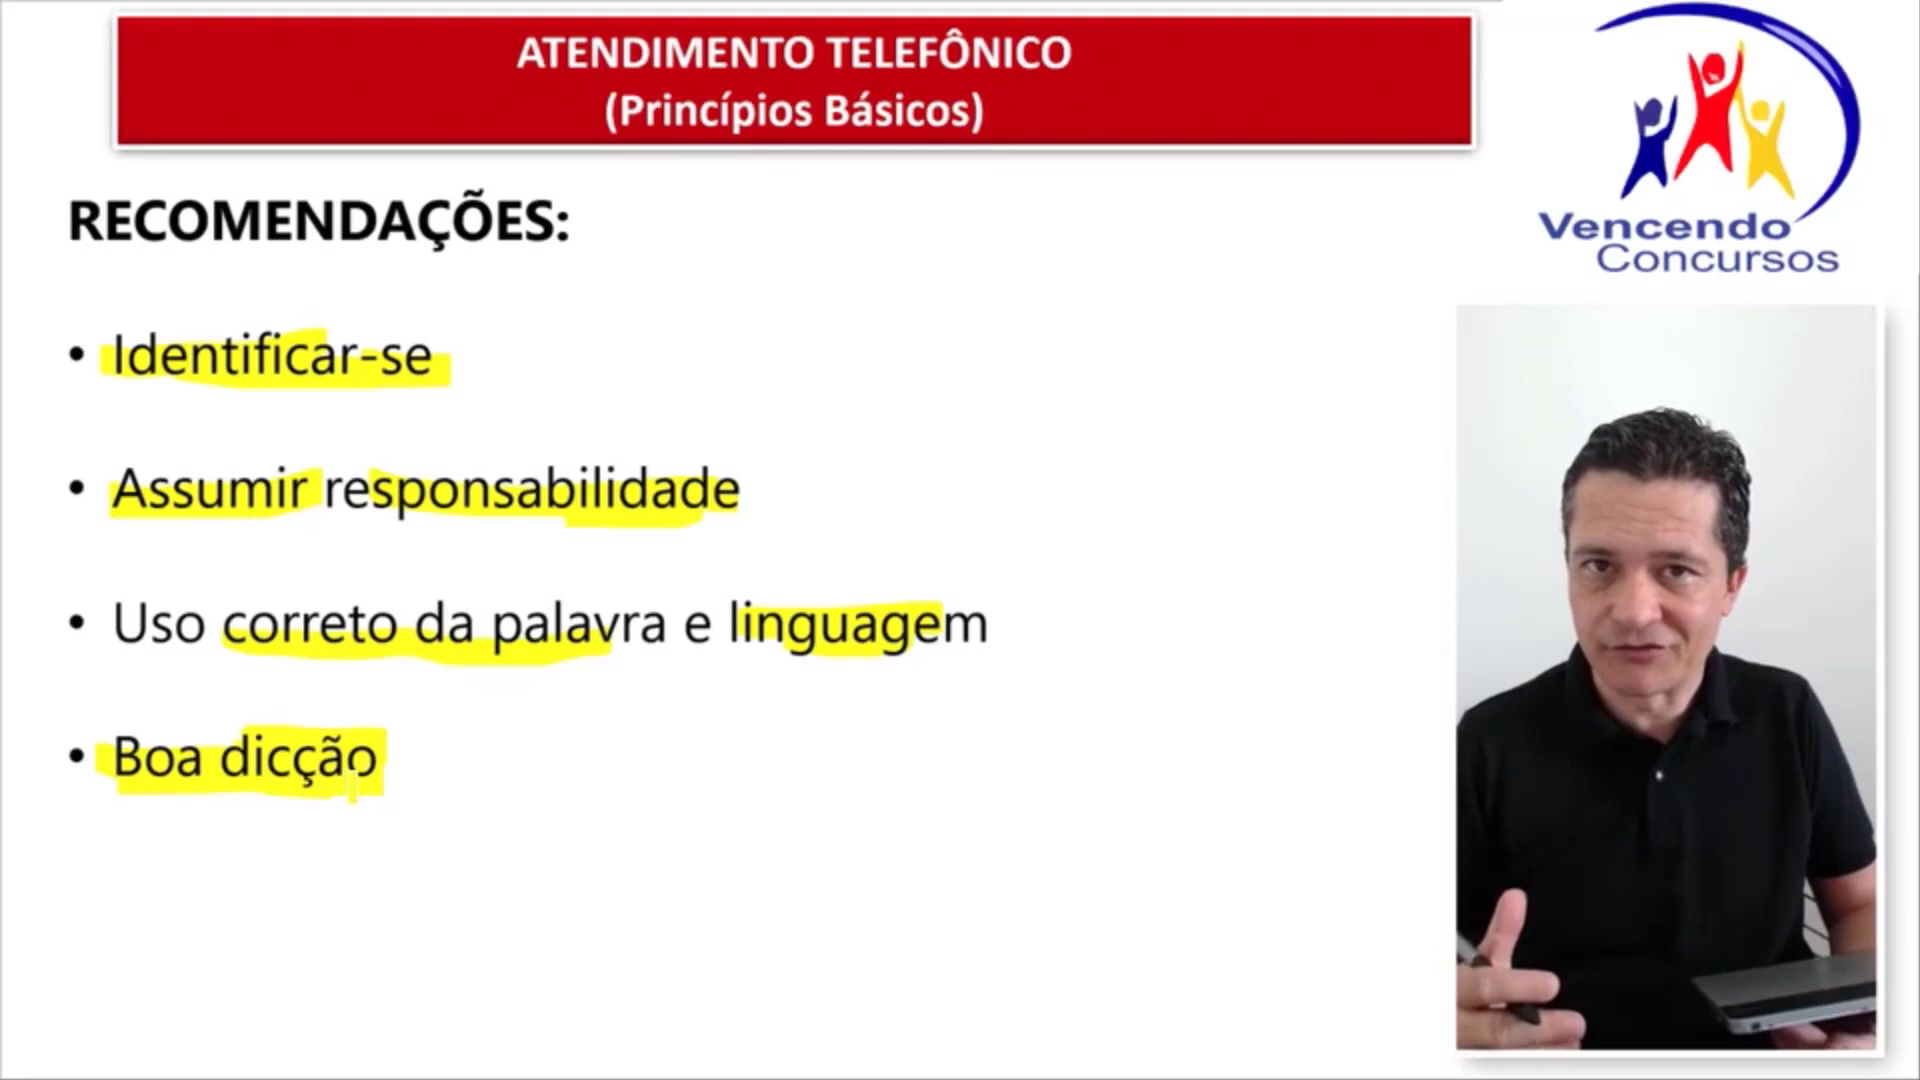 ATENDIMENTO TELEFÔNICO
(Princípios Básicos)
Vencendo
Concursos
RECOMENDAÇÕES:
• Identificar-se
• Assumir responsabilidade
• Uso correto da palavra e linguagem
• Boa dicção